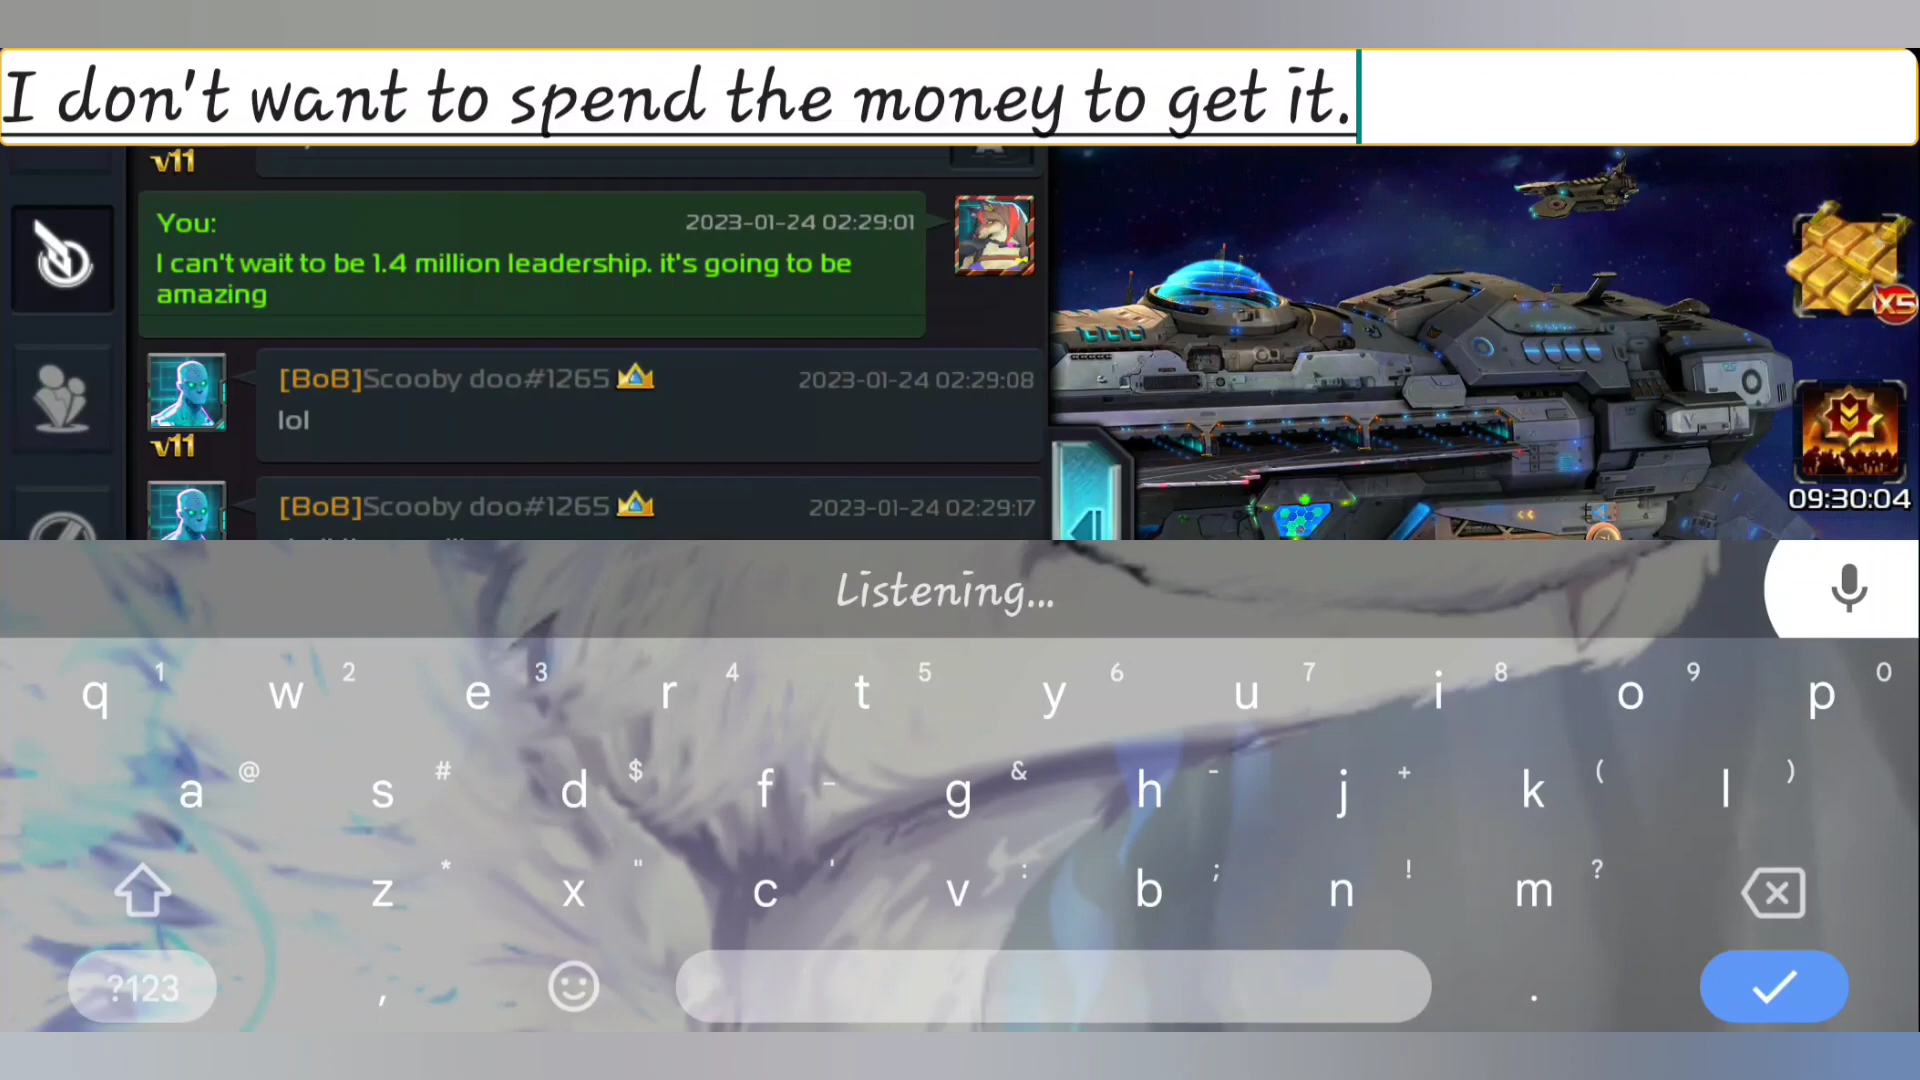 I don't want to spend the money to get it.
v11
You:
2023-01-24 02:29:01
I can't wait to be 1.4 million leadership. it's going to be
amazing
[BoB]Scooby doo#1265
2023-01-24 02:29:08
lol
v11
[BoB]Scooby doo#1265
2023-01-24 02:29:17
X5
09:30:04
Listening...
q 1 w 2 e 3 r 4 t 5 y 6 u 7 i 8 o 9 p 0
a @ s # d $ f - g & h - j + k ( l )
z * x " c ' v : b ; n ! m ?
?123 , .